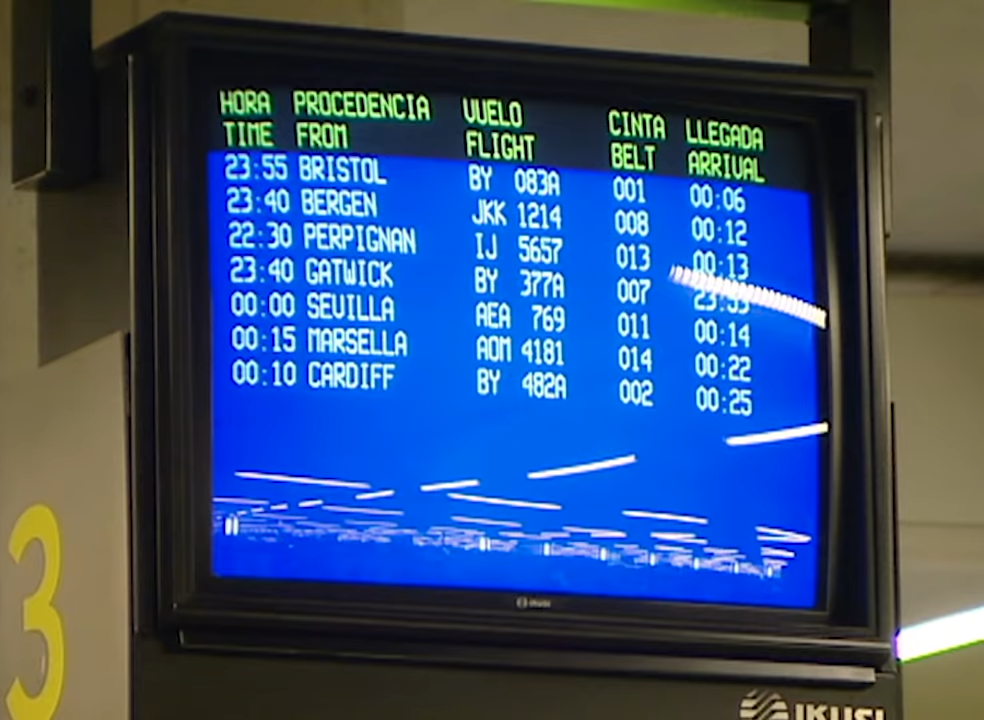 HORA PROCEDENCIA VUELO CINTA LLEGADA
TIME FROM FLIGHT BELT ARRIVAL
23:55 BRISTOL BY 083A 001 00:06
23:40 BERGEN JKK 1214 008 00:12
22:30 PERPIGNAN IJ 5657 013 00:13
23:40 GATWICK BY 377A 007
00:00 SEVILLA AEA 769 011 00:14
00:15 MARSELLA AOM 4181 014 00:22
00:10 CARDIFF BY 482A 002 00:25
3
IKUSI